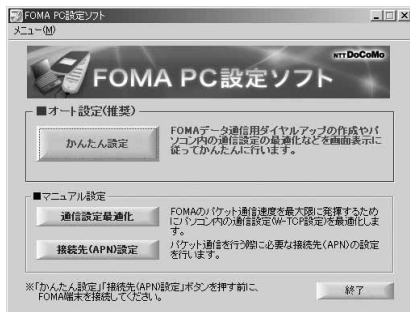 FOMA PC設定ソフト
メニュー(M)
NTT DoCoMo
FOMA PC設定ソフト
■オート設定(推奨)
かんたん設定
FOMAデータ通信用ダイヤルアップの作成やパ
ソコン内の通信設定の最適化などを画面表示に
従ってかんたんに行います。
■マニュアル設定
通信設定最適化
FOMAのパケット通信速度を最大限に発揮するため
にパソコン内の通信設定(W-TCP設定)を最適化しま
す。
接続先(APN)設定
パケット通信を行う際に必要な接続先(APN)の設定
を行います。
※「かんたん設定」「接続先(APN)設定」ボタンを押す前に、
FOMA端末を接続してください。
終了